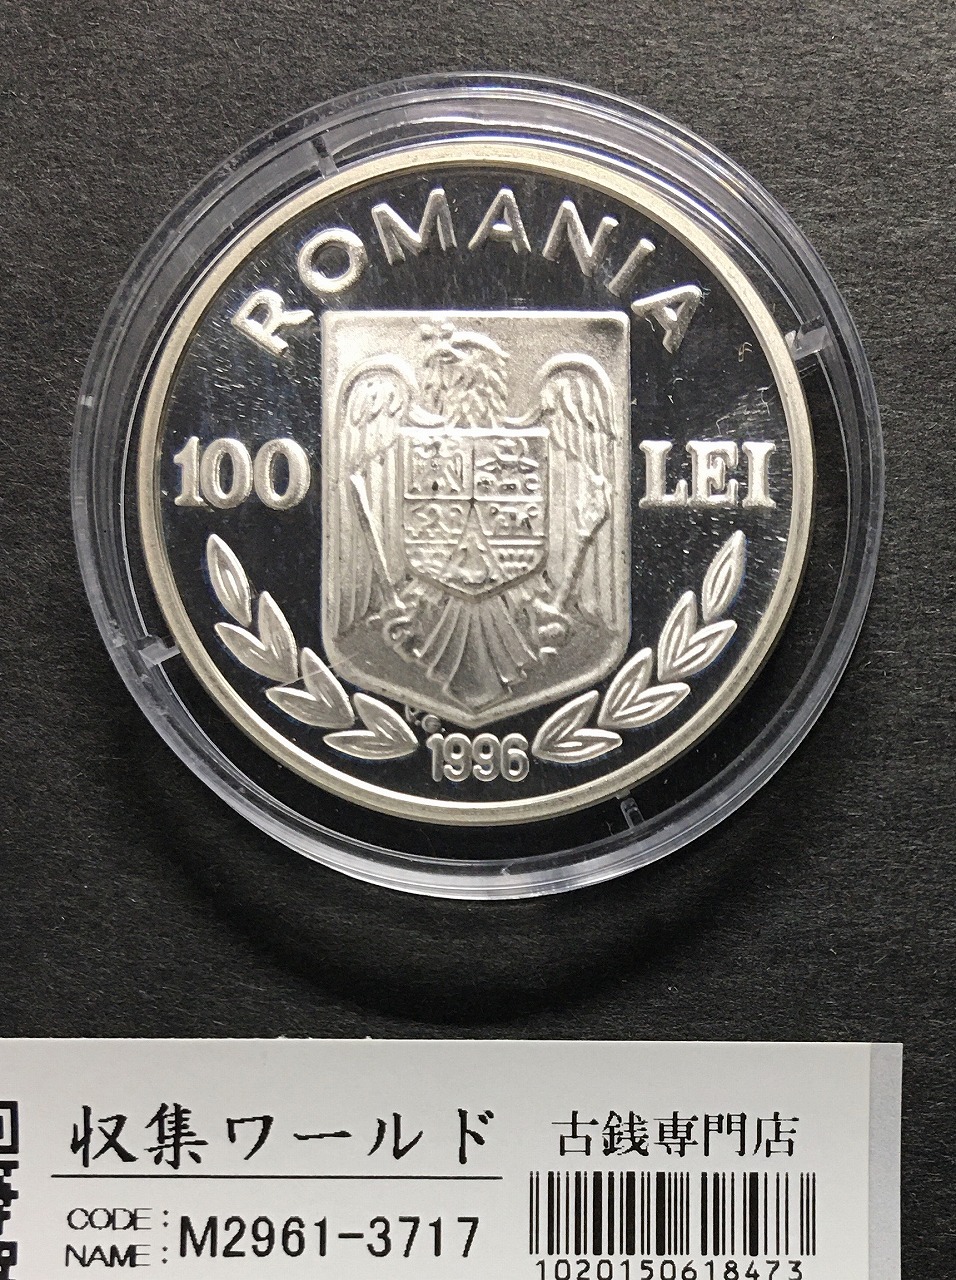 ROMANIA
100 LEI
1996
収集ワールド 古銭専門店
CODE:
NAME: M2961-3717
1020150618473